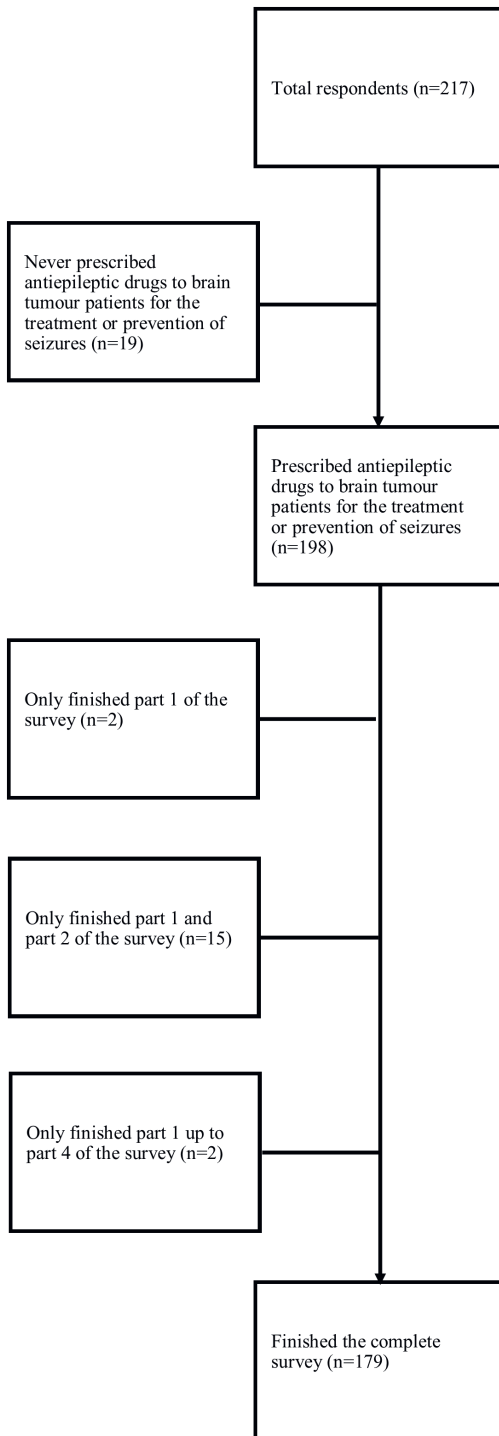 Total respondents (n=217)
Never prescribed
antiepileptic drugs to brain
tumour patients for the
treatment or prevention of
seizures (n=19)
Prescribed antiepileptic
drugs to brain tumour
patients for the treatment
or prevention of seizures
(n=198)
Only finished part 1 of the
survey (n=2)
Only finished part 1 and
part 2 of the survey (n=15)
Only finished part 1 up to
part 4 of the survey (n=2)
Finished the complete
survey (n=179)